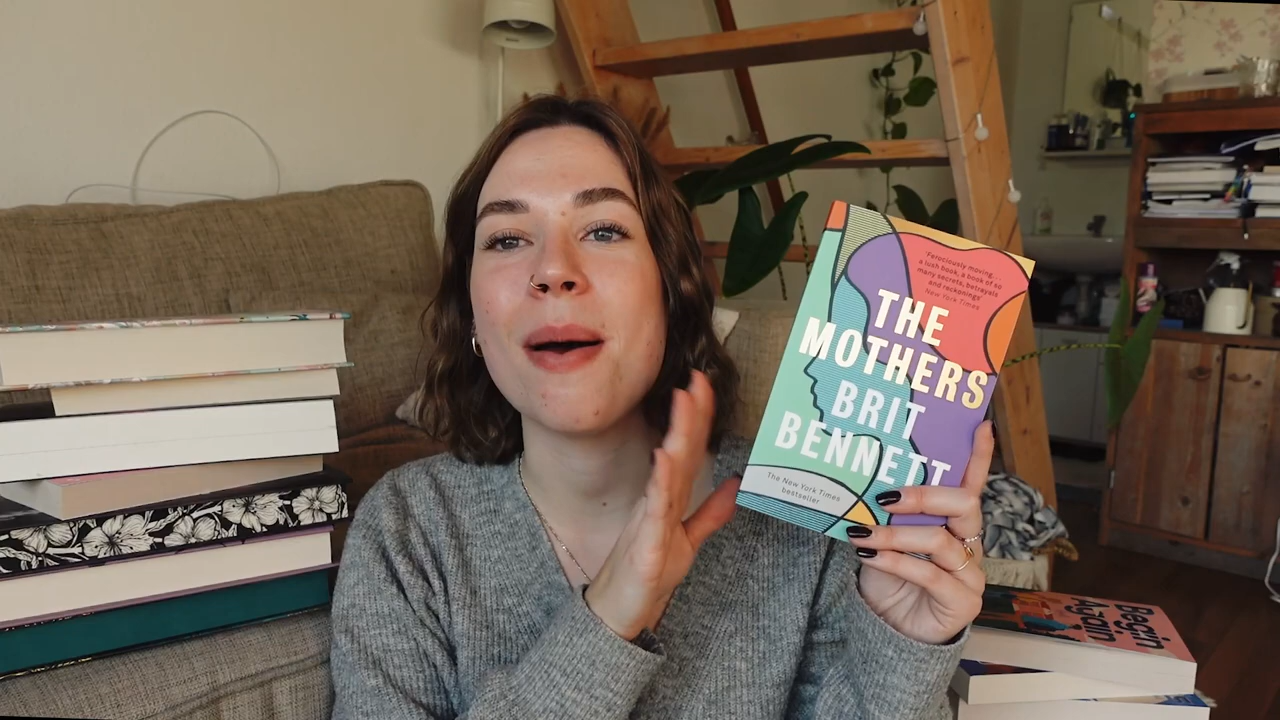 'Ferociously moving...
a lush book, a book of so
many secrets, betrayals
and reckonings'
New York Times
THE
MOTHERS
BRIT
BENNETT
The New York Times
bestseller
Begin
Again